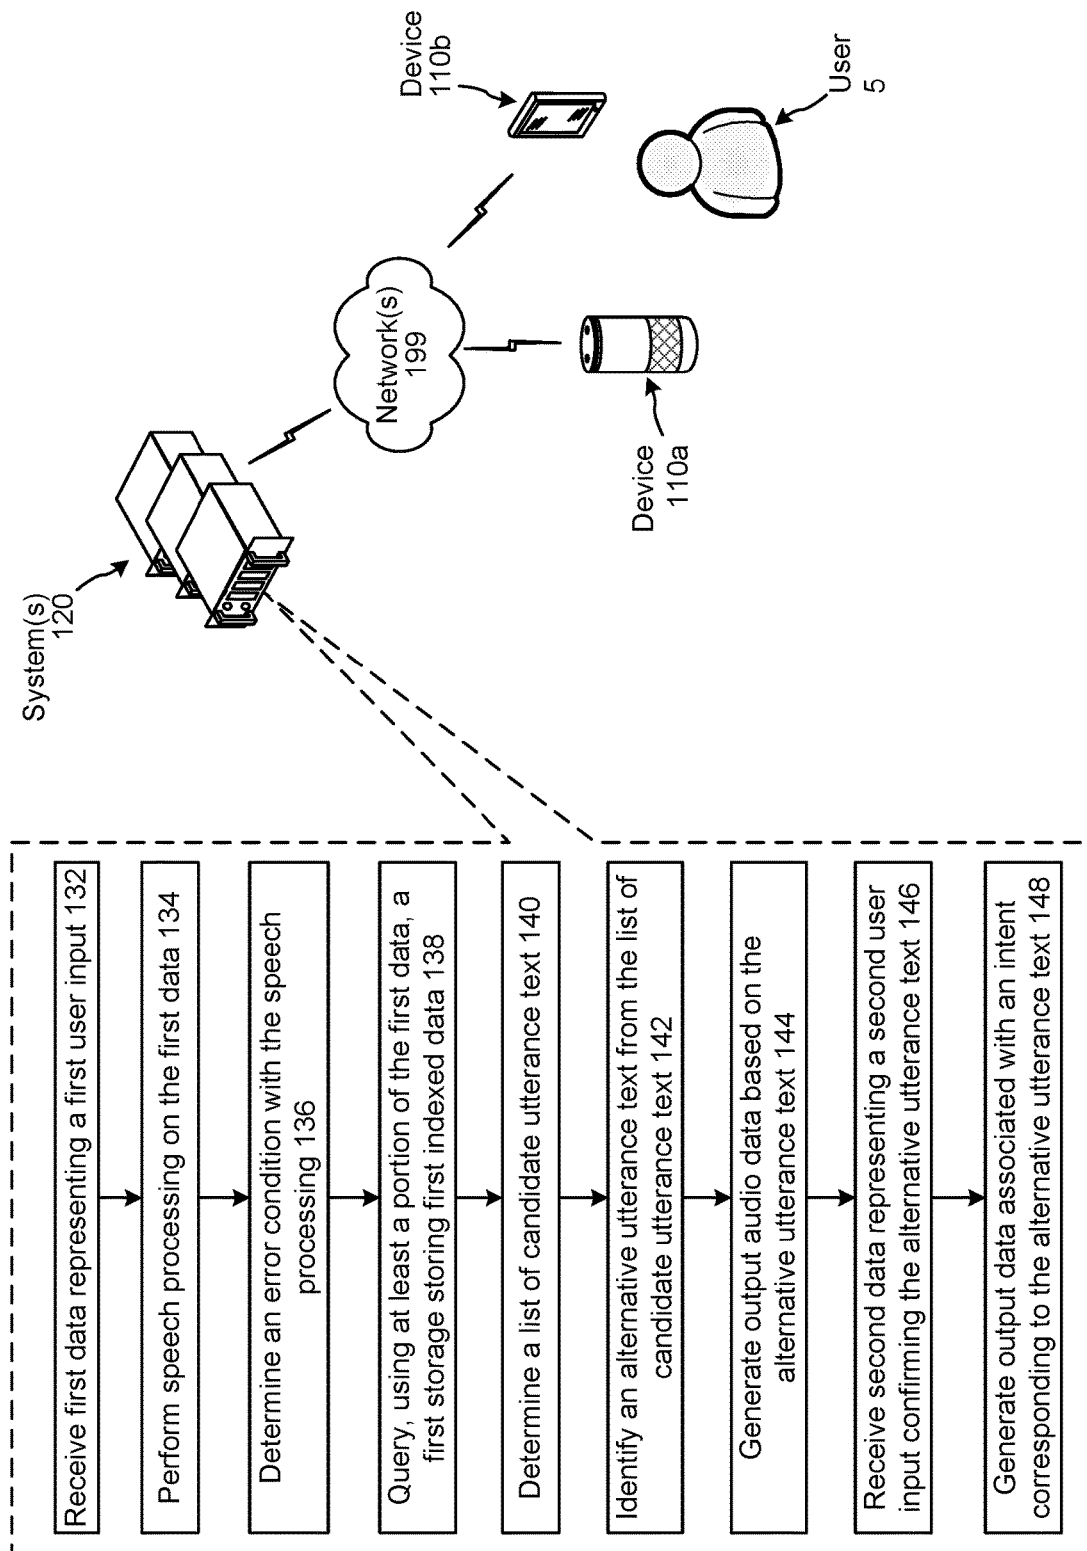 System(s)
120
Network(s)
199
Device
110b
Device
110a
User
5
Receive first data representing a first user input 132
Perform speech processing on the first data 134
Determine an error condition with the speech
processing 136
Query, using at least a portion of the first data, a
first storage storing first indexed data 138
Determine a list of candidate utterance text 140
Identify an alternative utterance text from the list of
candidate utterance text 142
Generate output audio data based on the
alternative utterance text 144
Receive second data representing a second user
input confirming the alternative utterance text 146
Generate output data associated with an intent
corresponding to the alternative utterance text 148